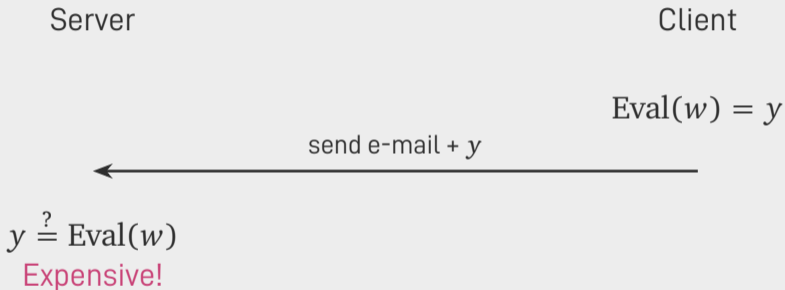 Server
Client
Eval(w) = y
send e-mail + y
y ≟ Eval(w)
Expensive!